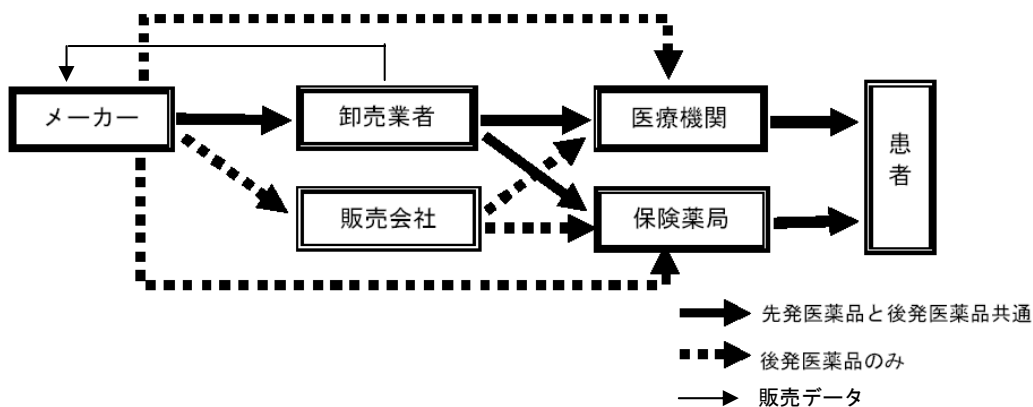 メーカー
卸売業者
医療機関
患者
販売会社
保険薬局
先発医薬品と後発医薬品共通
後発医薬品のみ
販売データ